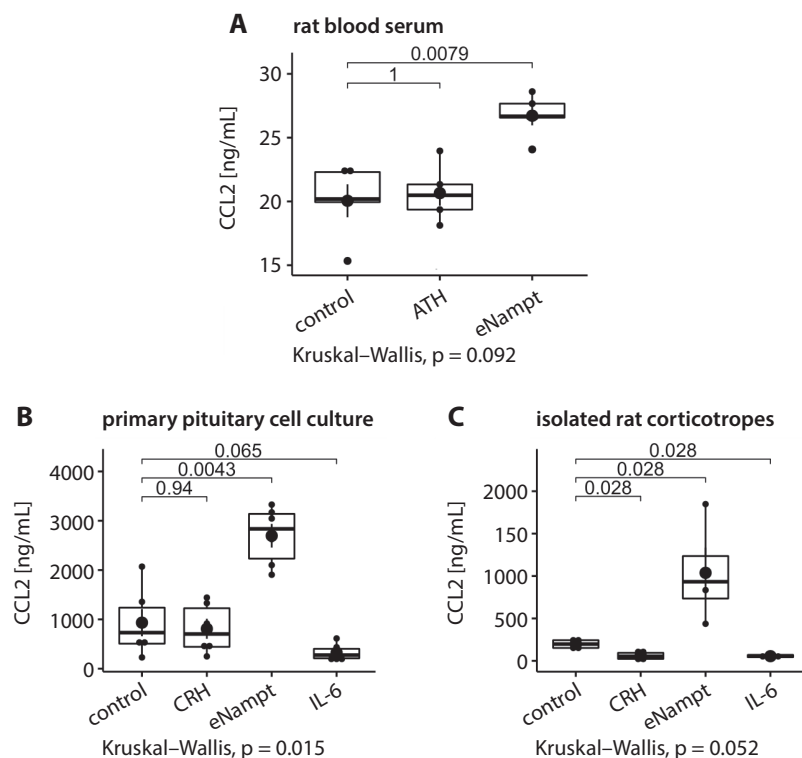 A rat blood serum
0.0079
1
30
25
20
15
CCL2 [ng/mL]
control ATH eNampt
Kruskal–Wallis, p = 0.092
B primary pituitary cell culture
0.065
0.0043
0.94
4000
3000
2000
1000
0
CCL2 [ng/mL]
control CRH eNampt IL-6
Kruskal–Wallis, p = 0.015
C isolated rat corticotropes
0.028
0.028
0.028
2000
150
1000
500
0
CCL2 [ng/mL]
control CRH eNampt IL-6
Kruskal–Wallis, p = 0.052